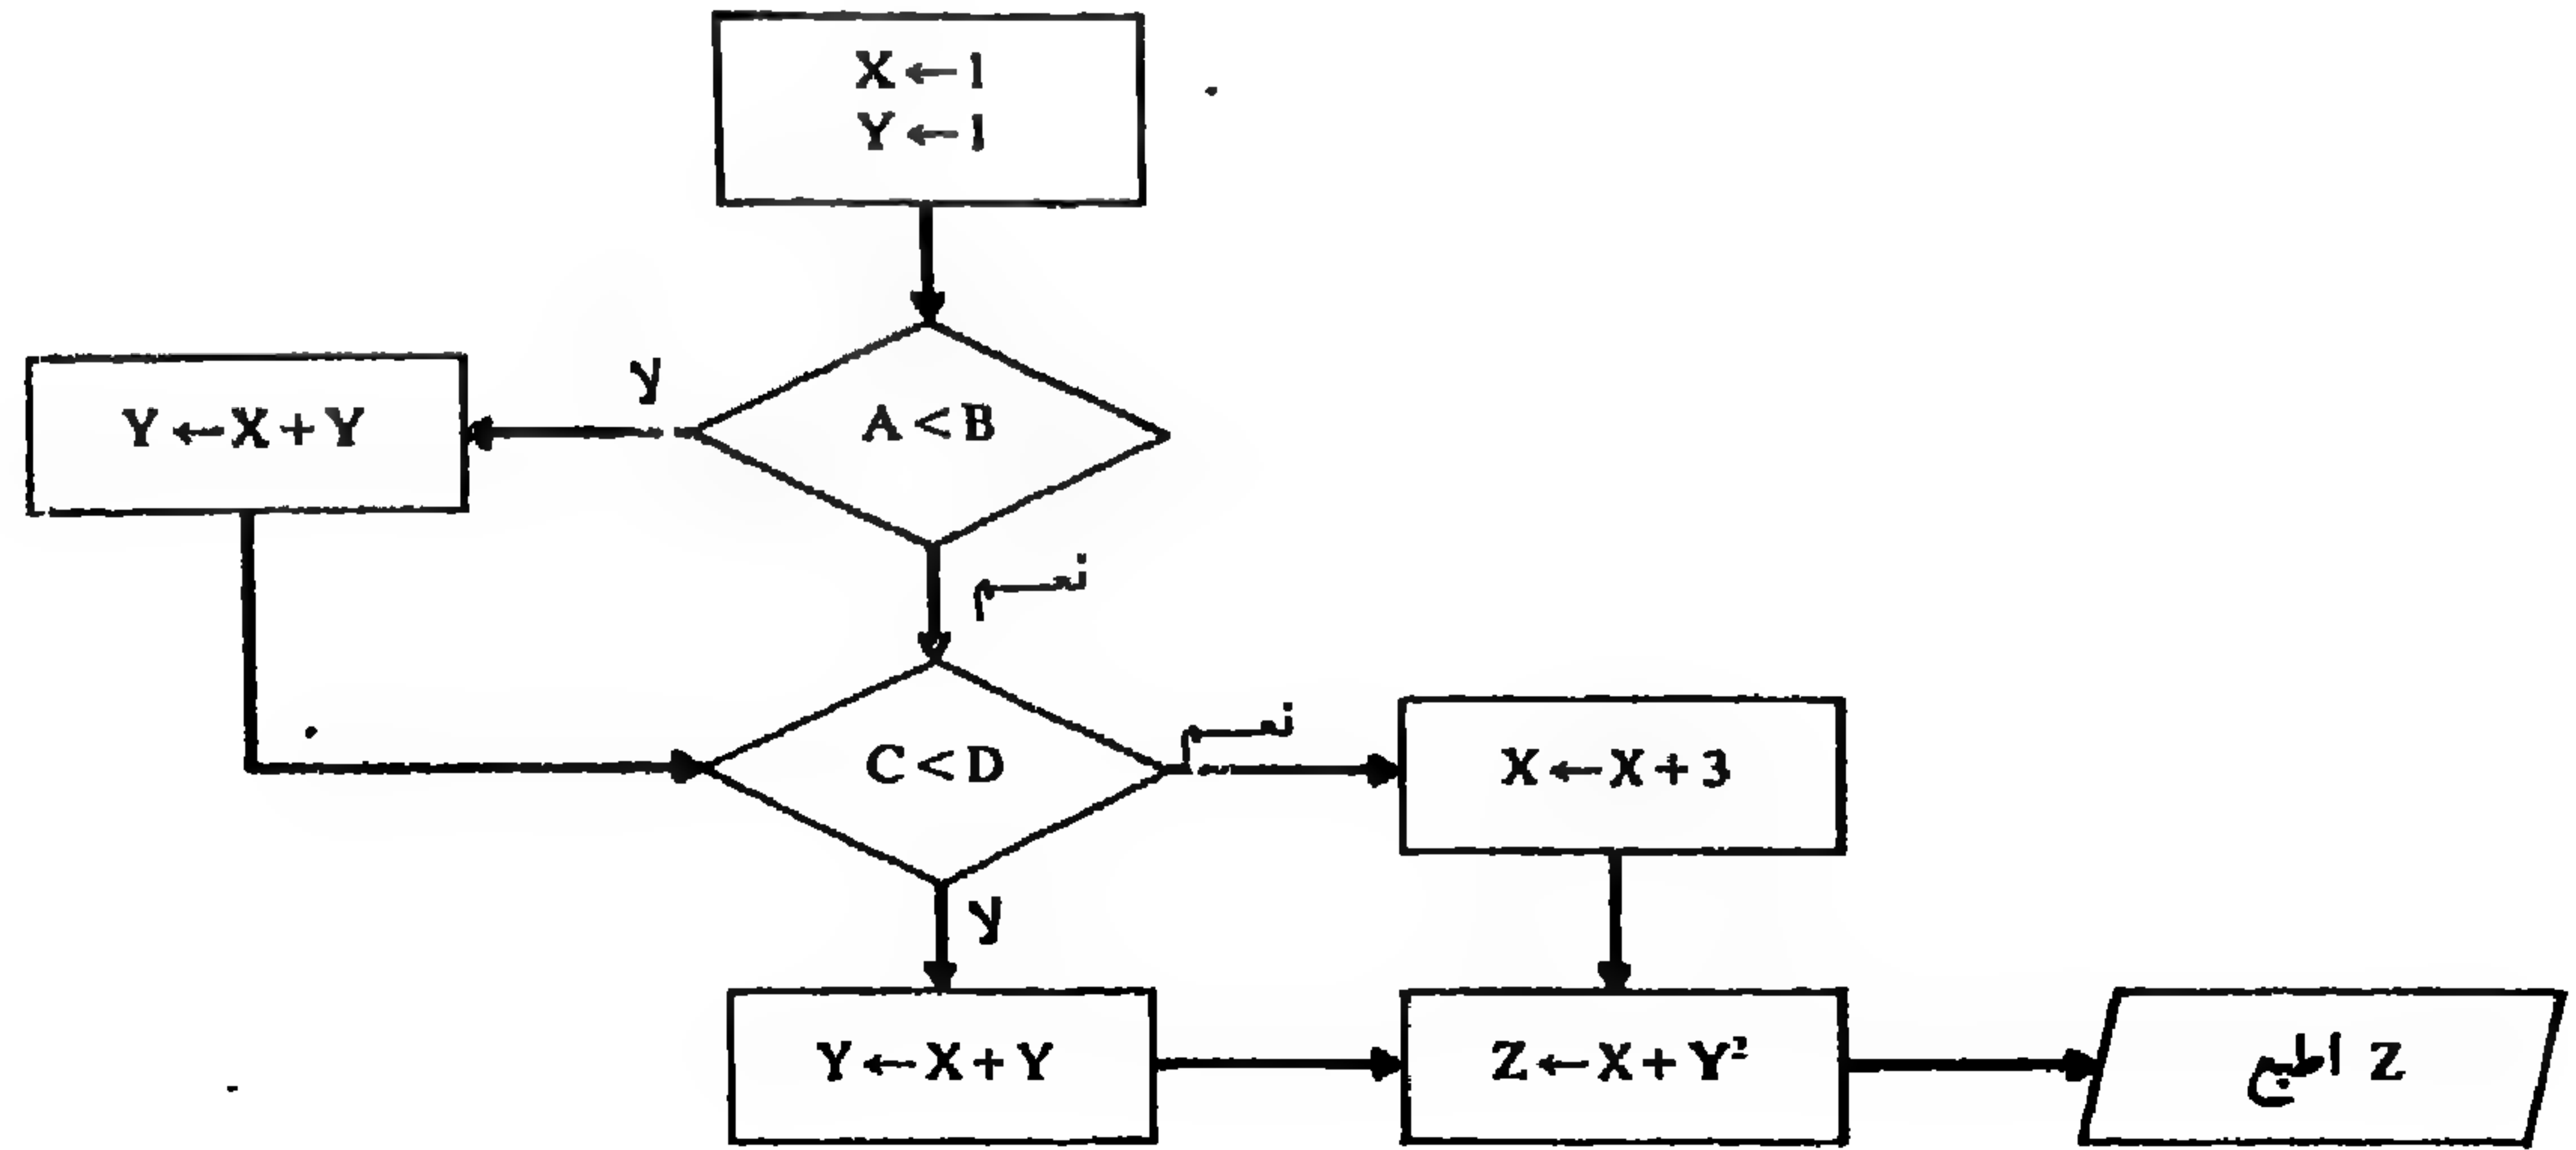 X ← 1
Y ← 1
لا
A < B
Y ← X + Y
نعم
نعم
C < D
X ← X + 3
لا
Y ← X + Y
Z ← X + Y²
اطبع Z